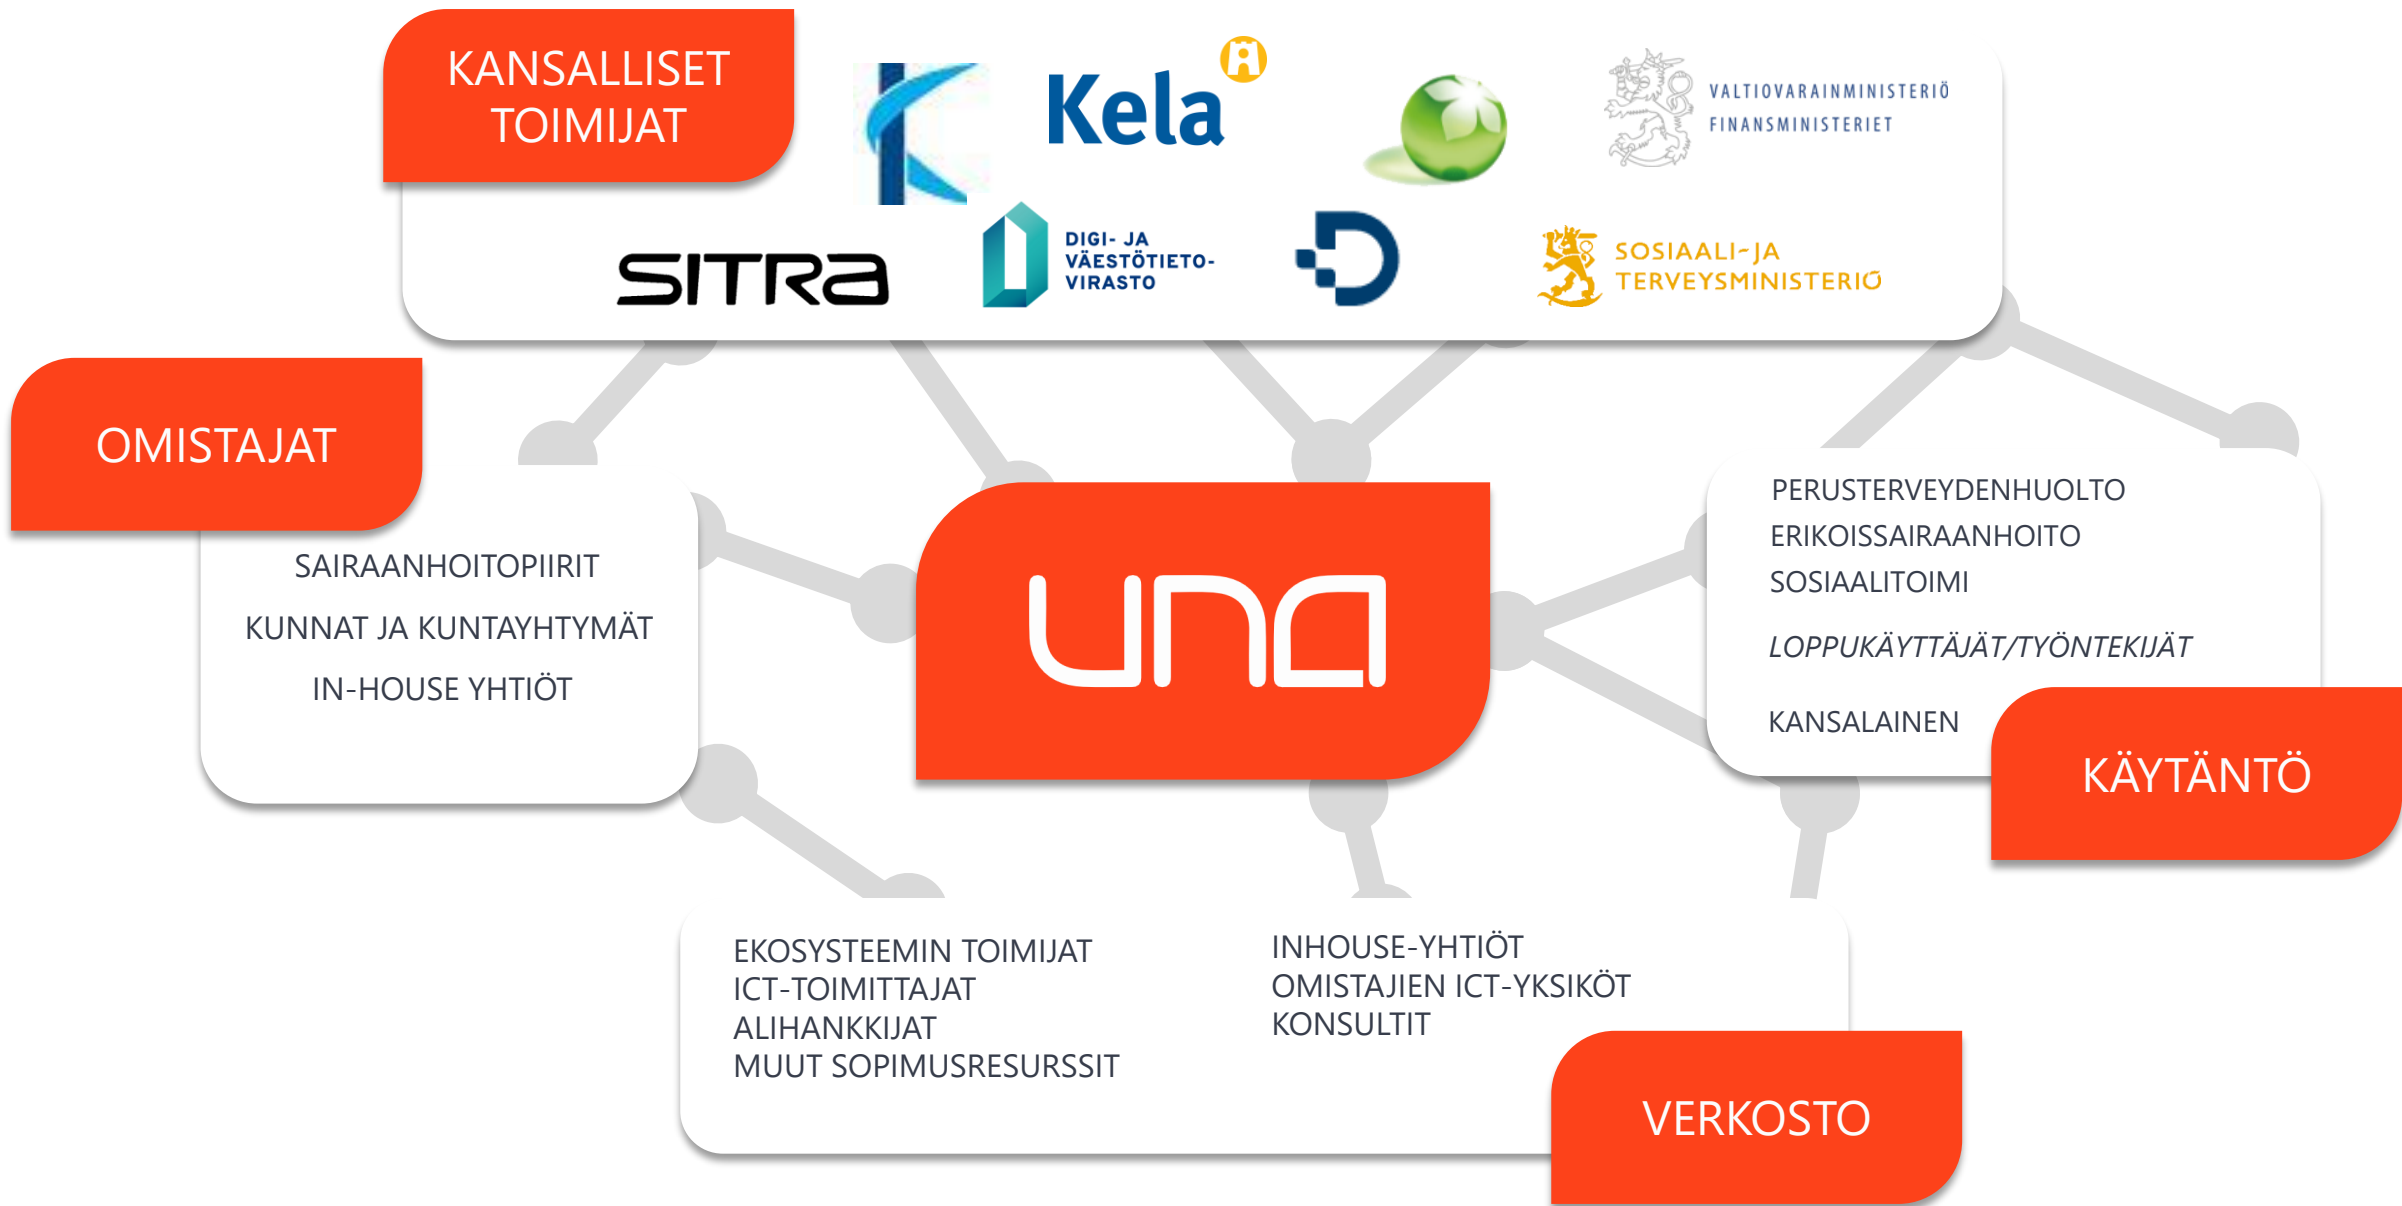 KANSALLISET
TOIMIJAT
Kela
VALTIOVARAINMINISTERIÖ
FINANSMINISTERIET
SITRA
DIGI- JA
VÄESTÖTIETO-
VIRASTO
SOSIAALI-JA
TERVEYSMINISTERIÖ
OMISTAJAT
SAIRAANHOITOPIIRIT
KUNNAT JA KUNTAYHTYMÄT
IN-HOUSE YHTIÖT
una
PERUSTERVEYDENHUOLTO
ERIKOISSAIRAANHOITO
SOSIAALITOIMI
LOPPUKÄYTTÄJÄT/TYÖNTEKIJÄT
KANSALAINEN
KÄYTÄNTÖ
EKOSYSTEEMIN TOIMIJAT
ICT-TOIMITTAJAT
ALIHANKKIJAT
MUUT SOPIMUSRESURSSIT
INHOUSE-YHTIÖT
OMISTAJIEN ICT-YKSIKÖT
KONSULTIT
VERKOSTO